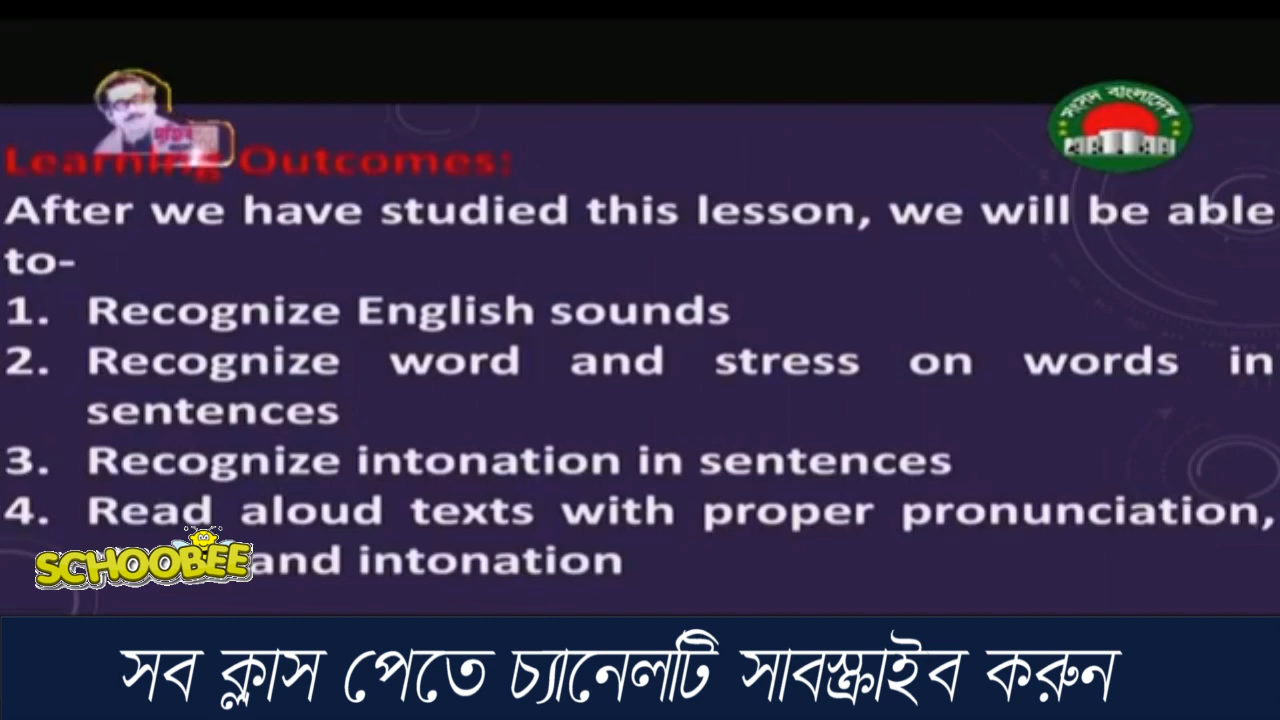 সংসদ বাংলাদেশ
Learning Outcomes:
After we have studied this lesson, we will be able
to-
1. Recognize English sounds
2. Recognize word and stress on words in
sentences
3. Recognize intonation in sentences
4. Read aloud texts with proper pronunciation,
SCHOOBEE and intonation
সব ক্লাস পেতে চ্যানেলটি সাবস্ক্রাইব করুন